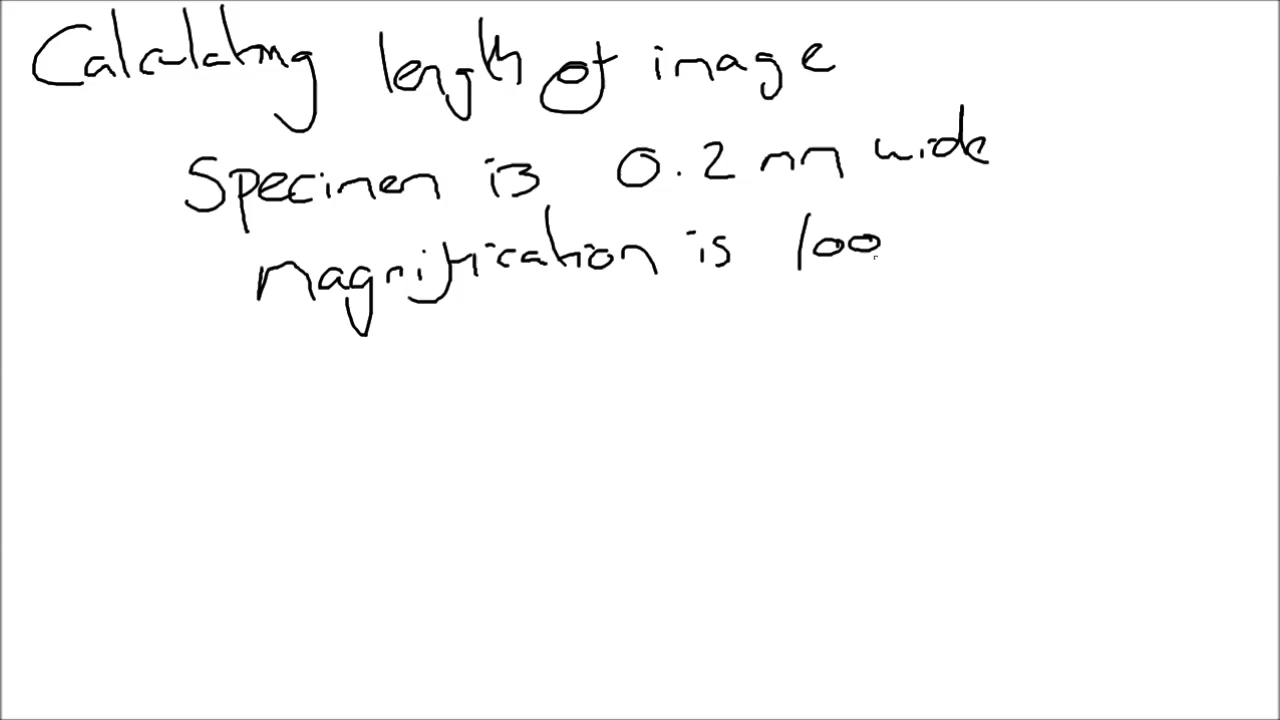 Calculating length of image
Specimen is 0.2 mm wide
magnification is 100